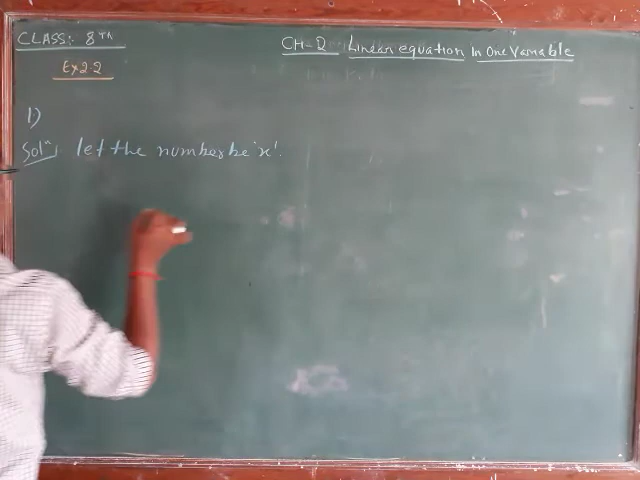 CLASS:- 8th
CH-2 Linear equation In One Variable
Ex 2.2
1)
Solⁿ: let the number be 'x'.